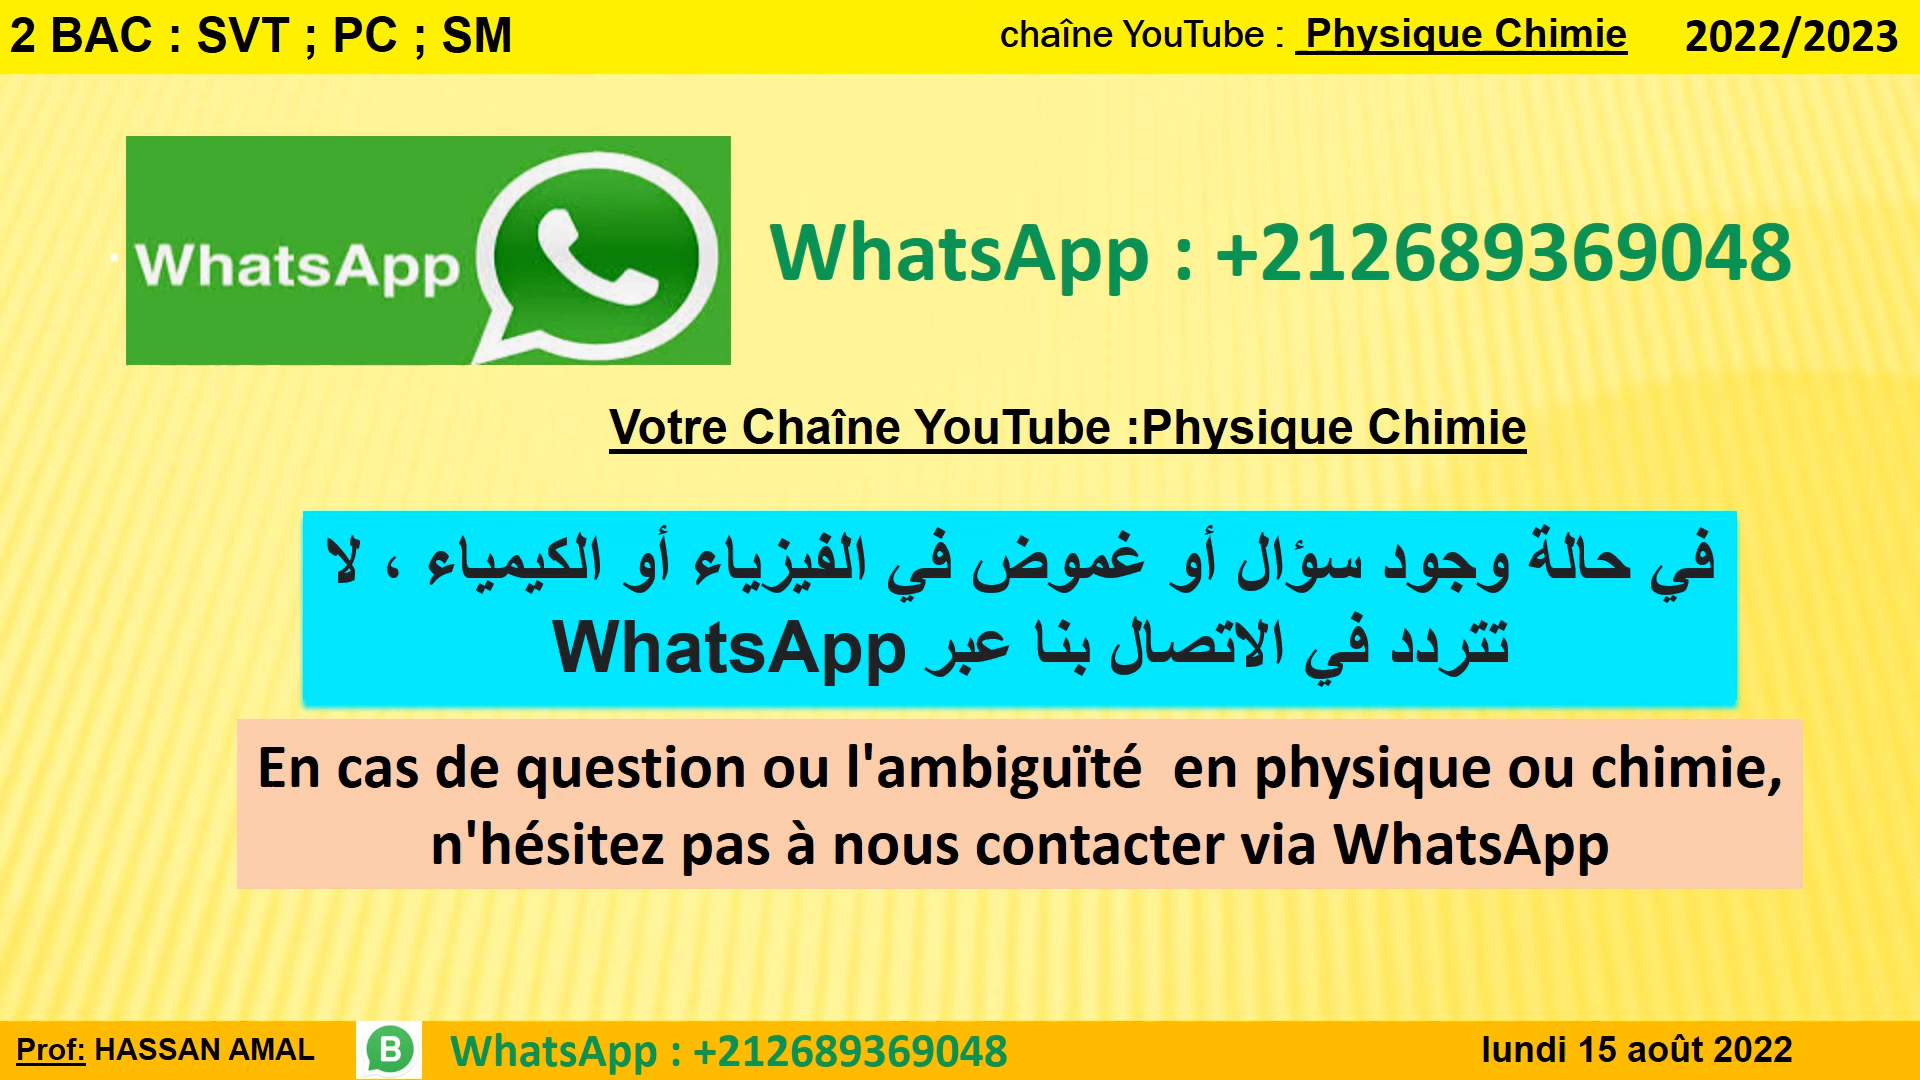 2 BAC : SVT ; PC ; SM
chaîne YouTube : Physique Chimie
2022/2023
WhatsApp
WhatsApp : +212689369048
Votre Chaîne YouTube :Physique Chimie
في حالة وجود سؤال أو غموض في الفيزياء أو الكيمياء ، لا
تتردد في الاتصال بنا عبر WhatsApp
En cas de question ou l'ambiguïté en physique ou chimie,
n'hésitez pas à nous contacter via WhatsApp
Prof: HASSAN AMAL
B
WhatsApp : +212689369048
lundi 15 août 2022